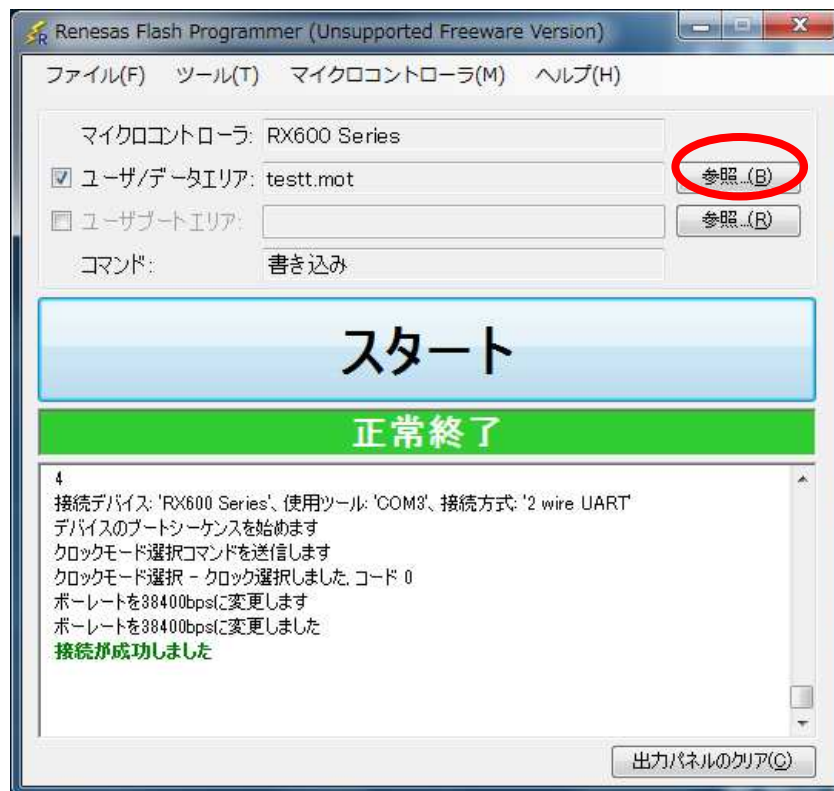 Renesas Flash Programmer (Unsupported Freeware Version)
ファイル(F) ツール(T) マイクロコントローラ(M) ヘルプ(H)
マイクロコントローラ: RX600 Series
ユーザ/データエリア: testt.mot 参照...(B)
ユーザブートエリア: 参照...(R)
コマンド: 書き込み
スタート
正常終了
4
接続デバイス: 'RX600 Series'、使用ツール: 'COM3'、接続方式: '2 wire UART'
デバイスのブートシーケンスを始めます
クロックモード選択コマンドを送信します
クロックモード選択 - クロック選択しました. コード 0
ボーレートを38400bpsに変更します
ボーレートを38400bpsに変更しました
接続が成功しました
出力パネルのクリア(C)